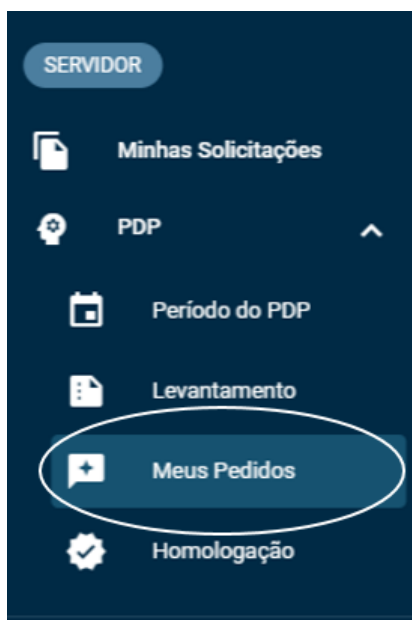 SERVIDOR
Minhas Solicitações
PDP
Período do PDP
Levantamento
Meus Pedidos
Homologação